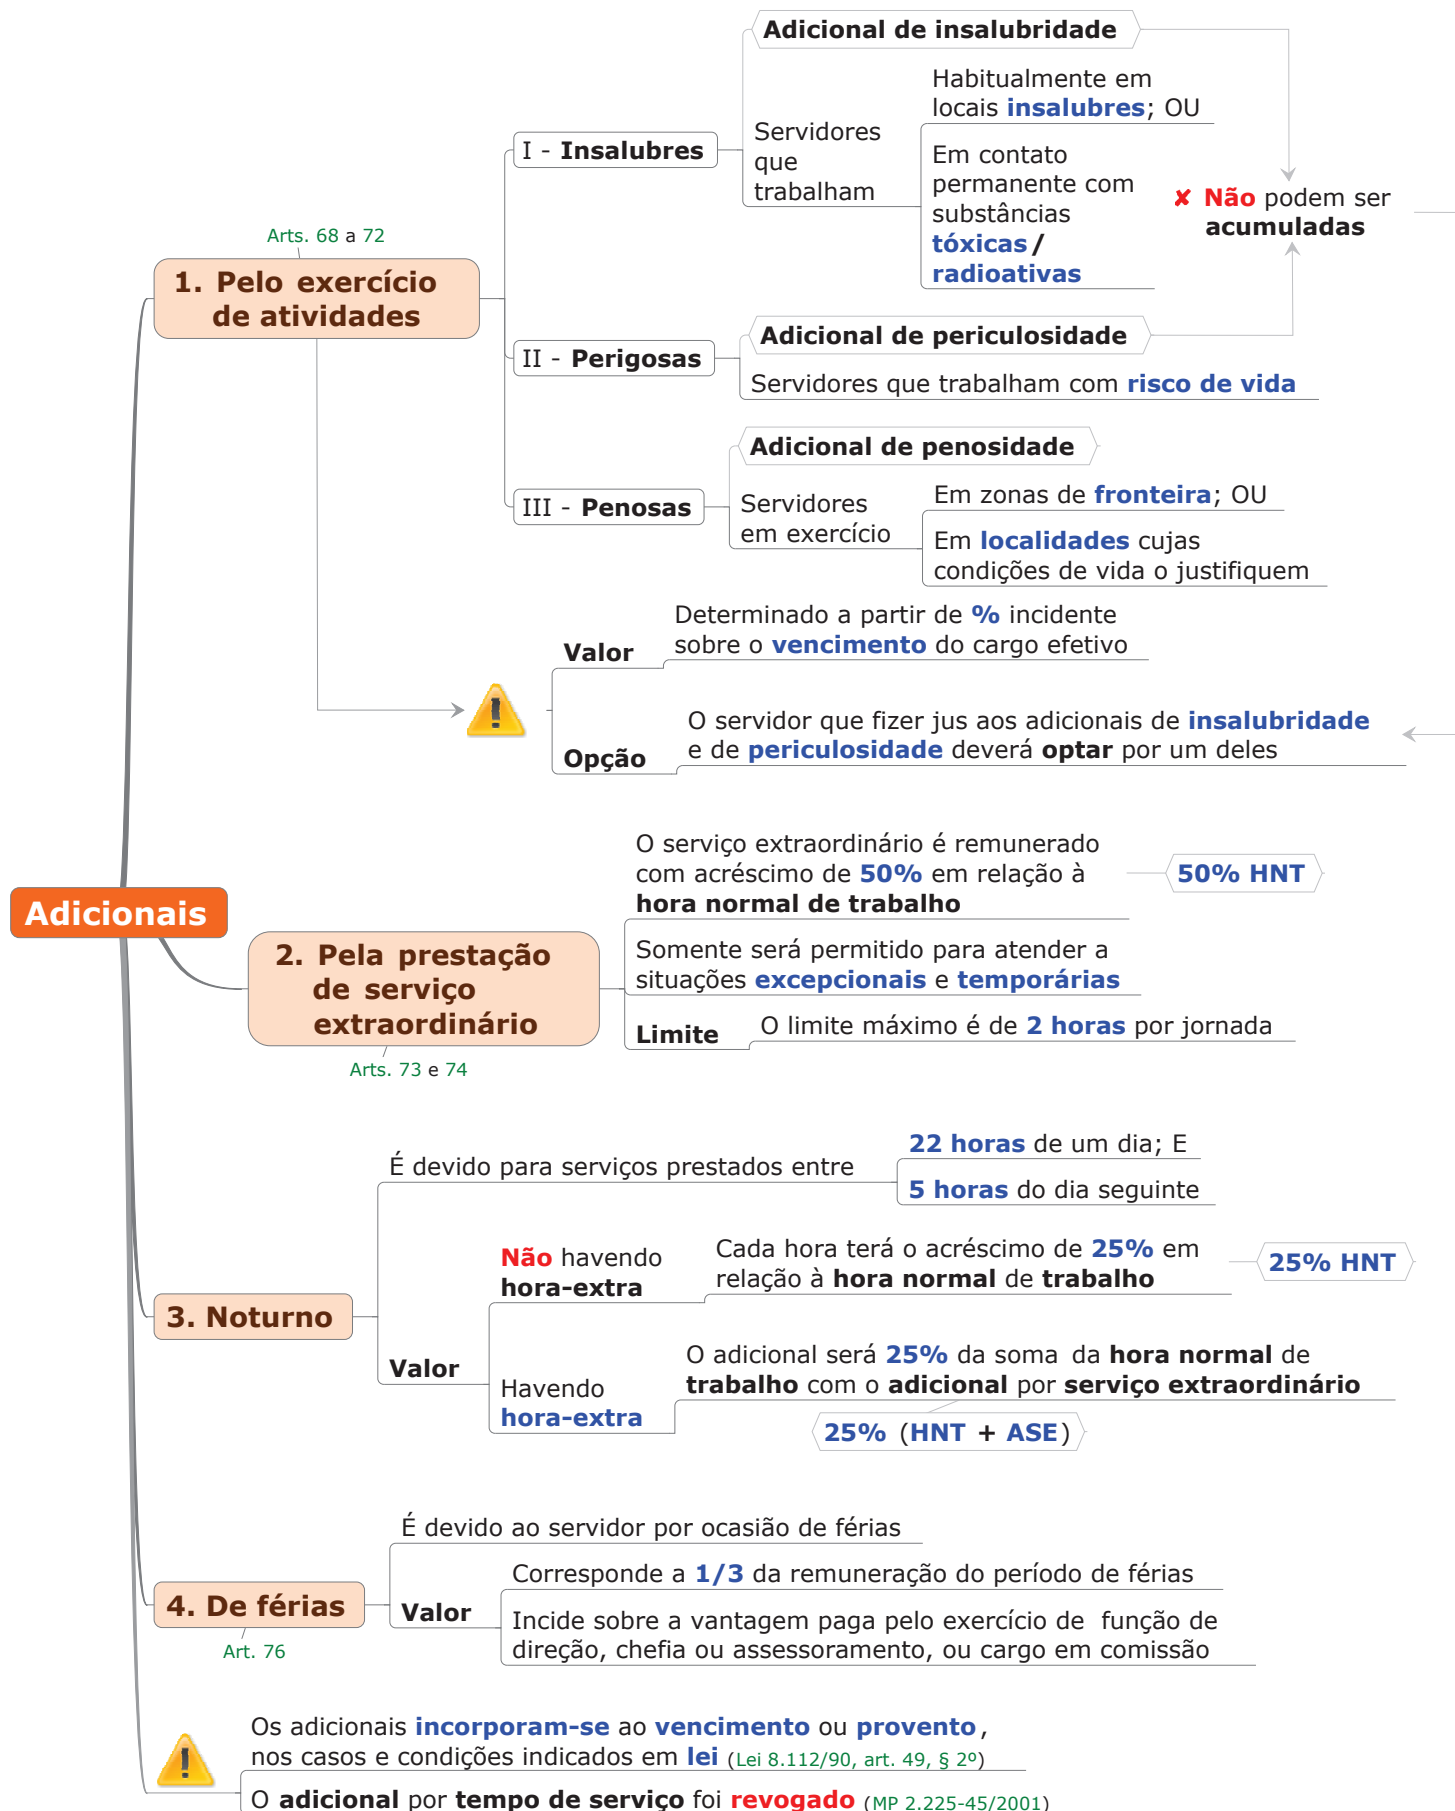 Adicionais
Arts. 68 a 72
1. Pelo exercício
de atividades
I - Insalubres
Adicional de insalubridade
Servidores
que
trabalham
Habitualmente em
locais insalubres; OU
Em contato
permanente com
substâncias
tóxicas /
radioativas
✘ Não podem ser
acumuladas
II - Perigosas
Adicional de periculosidade
Servidores que trabalham com risco de vida
III - Penosas
Adicional de penosidade
Servidores
em exercício
Em zonas de fronteira; OU
Em localidades cujas
condições de vida o justifiquem
Valor
Determinado a partir de % incidente
sobre o vencimento do cargo efetivo
Opção
O servidor que fizer jus aos adicionais de insalubridade
e de periculosidade deverá optar por um deles
2. Pela prestação
de serviço
extraordinário
Arts. 73 e 74
O serviço extraordinário é remunerado
com acréscimo de 50% em relação à
hora normal de trabalho
50% HNT
Somente será permitido para atender a
situações excepcionais e temporárias
Limite
O limite máximo é de 2 horas por jornada
3. Noturno
É devido para serviços prestados entre
22 horas de um dia; E
5 horas do dia seguinte
Valor
Não havendo
hora-extra
Cada hora terá o acréscimo de 25% em
relação à hora normal de trabalho
25% HNT
Havendo
hora-extra
O adicional será 25% da soma da hora normal de
trabalho com o adicional por serviço extraordinário
25% (HNT + ASE)
4. De férias
Art. 76
É devido ao servidor por ocasião de férias
Valor
Corresponde a 1/3 da remuneração do período de férias
Incide sobre a vantagem paga pelo exercício de função de
direção, chefia ou assessoramento, ou cargo em comissão
Os adicionais incorporam-se ao vencimento ou provento,
nos casos e condições indicados em lei (Lei 8.112/90, art. 49, § 2º)
O adicional por tempo de serviço foi revogado (MP 2.225-45/2001)